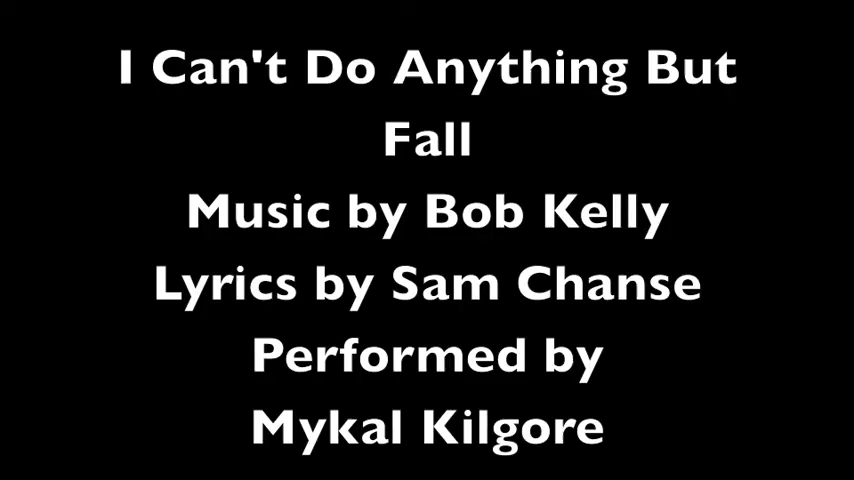 I Can't Do Anything But
Fall
Music by Bob Kelly
Lyrics by Sam Chanse
Performed by
Mykal Kilgore